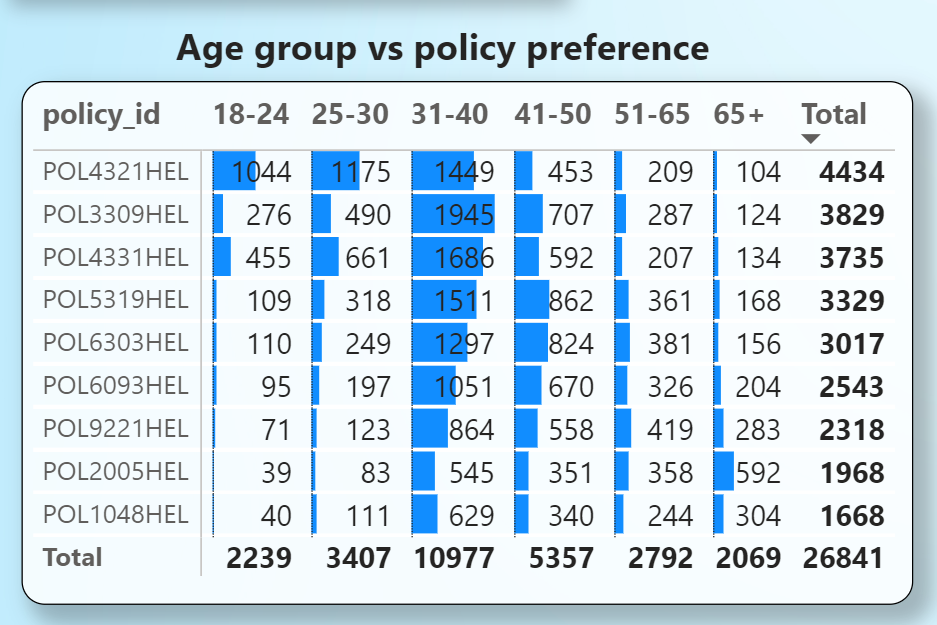 Age group vs policy preference
policy_id 18-24 25-30 31-40 41-50 51-65 65+ Total
POL4321HEL 1044 1175 1449 453 209 104 4434
POL3309HEL 276 490 1945 707 287 124 3829
POL4331HEL 455 661 1686 592 207 134 3735
POL5319HEL 109 318 1511 862 361 168 3329
POL6303HEL 110 249 1297 824 381 156 3017
POL6093HEL 95 197 1051 670 326 204 2543
POL9221HEL 71 123 864 558 419 283 2318
POL2005HEL 39 83 545 351 358 592 1968
POL1048HEL 40 111 629 340 244 304 1668
Total 2239 3407 10977 5357 2792 2069 26841